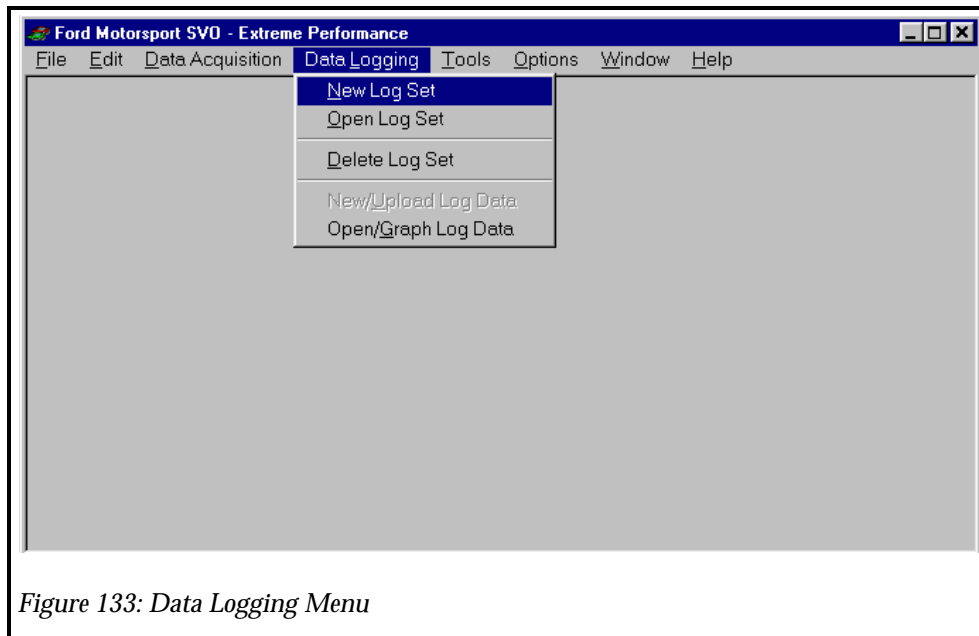 Ford Motorsport SVO - Extreme Performance
File Edit Data Acquisition Data Logging Tools Options Window Help
New Log Set
Open Log Set
Delete Log Set
New/Upload Log Data
Open/Graph Log Data
Figure 133: Data Logging Menu